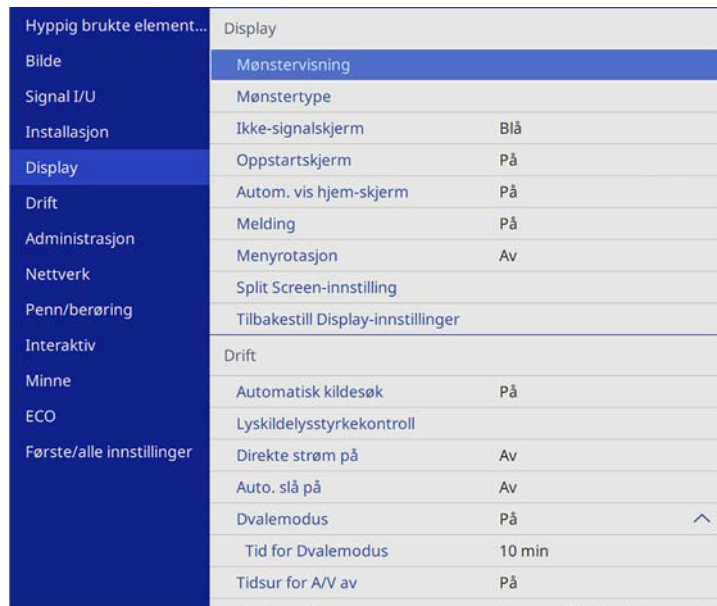 Hyppig brukte element...
Bilde
Signal I/U
Installasjon
Display
Drift
Administrasjon
Nettverk
Penn/berøring
Interaktiv
Minne
ECO
Første/alle innstillinger
Display
Mønstervisning
Mønstertype
Ikke-signalskjerm Blå
Oppstartskjerm På
Autom. vis hjem-skjerm På
Melding På
Menyrotasjon Av
Split Screen-innstilling
Tilbakestill Display-innstillinger
Drift
Automatisk kildesøk På
Lyskildelysstyrkekontroll
Direkte strøm på Av
Auto. slå på Av
Dvalemodus På
Tid for Dvalemodus 10 min
Tidsur for A/V av På